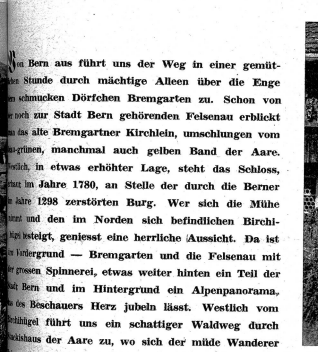 Von Bern aus führt uns der Weg in einer gemüt-
Stunde durch mächtige Alleen über die Enge
schmucken Dörfchen Bremgarten zu. Schon von
noch zur Stadt Bern gehörenden Felsenau erblickt
das alte Bremgartner Kirchlein, umschlungen vom
-grünen, manchmal auch gelben Band der Aare.
in etwas erhöhter Lage, steht das Schloss,
im Jahre 1780, an Stelle der durch die Berner
Jahre 1298 zerstörten Burg. Wer sich die Mühe
nimmt und den im Norden sich befindlichen Birchi-
besteigt, geniesst eine herrliche Aussicht. Da ist
Vordergrund — Bremgarten und die Felsenau mit
grossen Spinnerei, etwas weiter hinten ein Teil der
Stadt Bern und im Hintergrund ein Alpenpanorama,
des Beschauers Herz jubeln lässt. Westlich vom
führt uns ein schattiger Waldweg durch
der Aare zu, wo sich der müde Wanderer